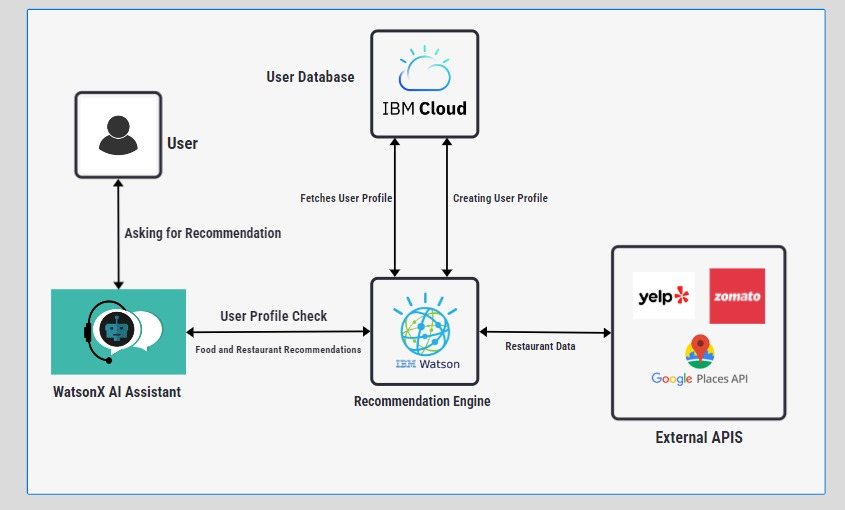 User Database
IBM Cloud
User
Fetches User Profile
Creating User Profile
Asking for Recommendation
yelp
zomato
User Profile Check
Food and Restaurant Recommendations
Restaurant Data
IBM Watson
Google Places API
WatsonX AI Assistant
Recommendation Engine
External APIS